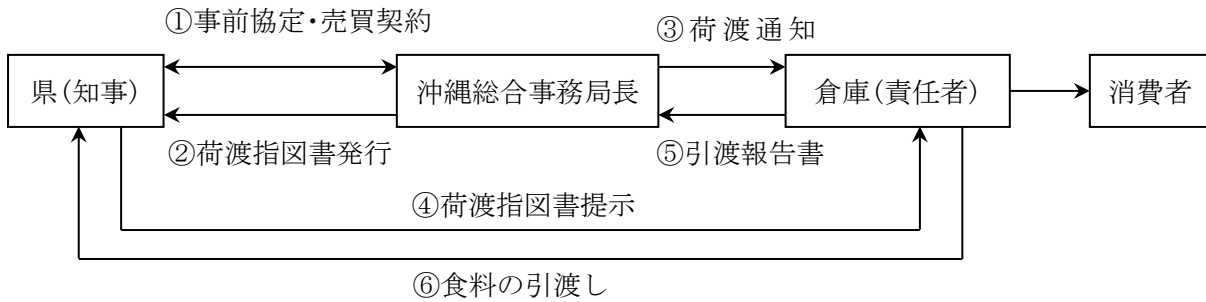 ①事前協定・売買契約
③荷渡通知
県(知事)
沖縄総合事務局長
倉庫(責任者)
消費者
②荷渡指図書発行
⑤引渡報告書
④荷渡指図書提示
⑥食料の引渡し